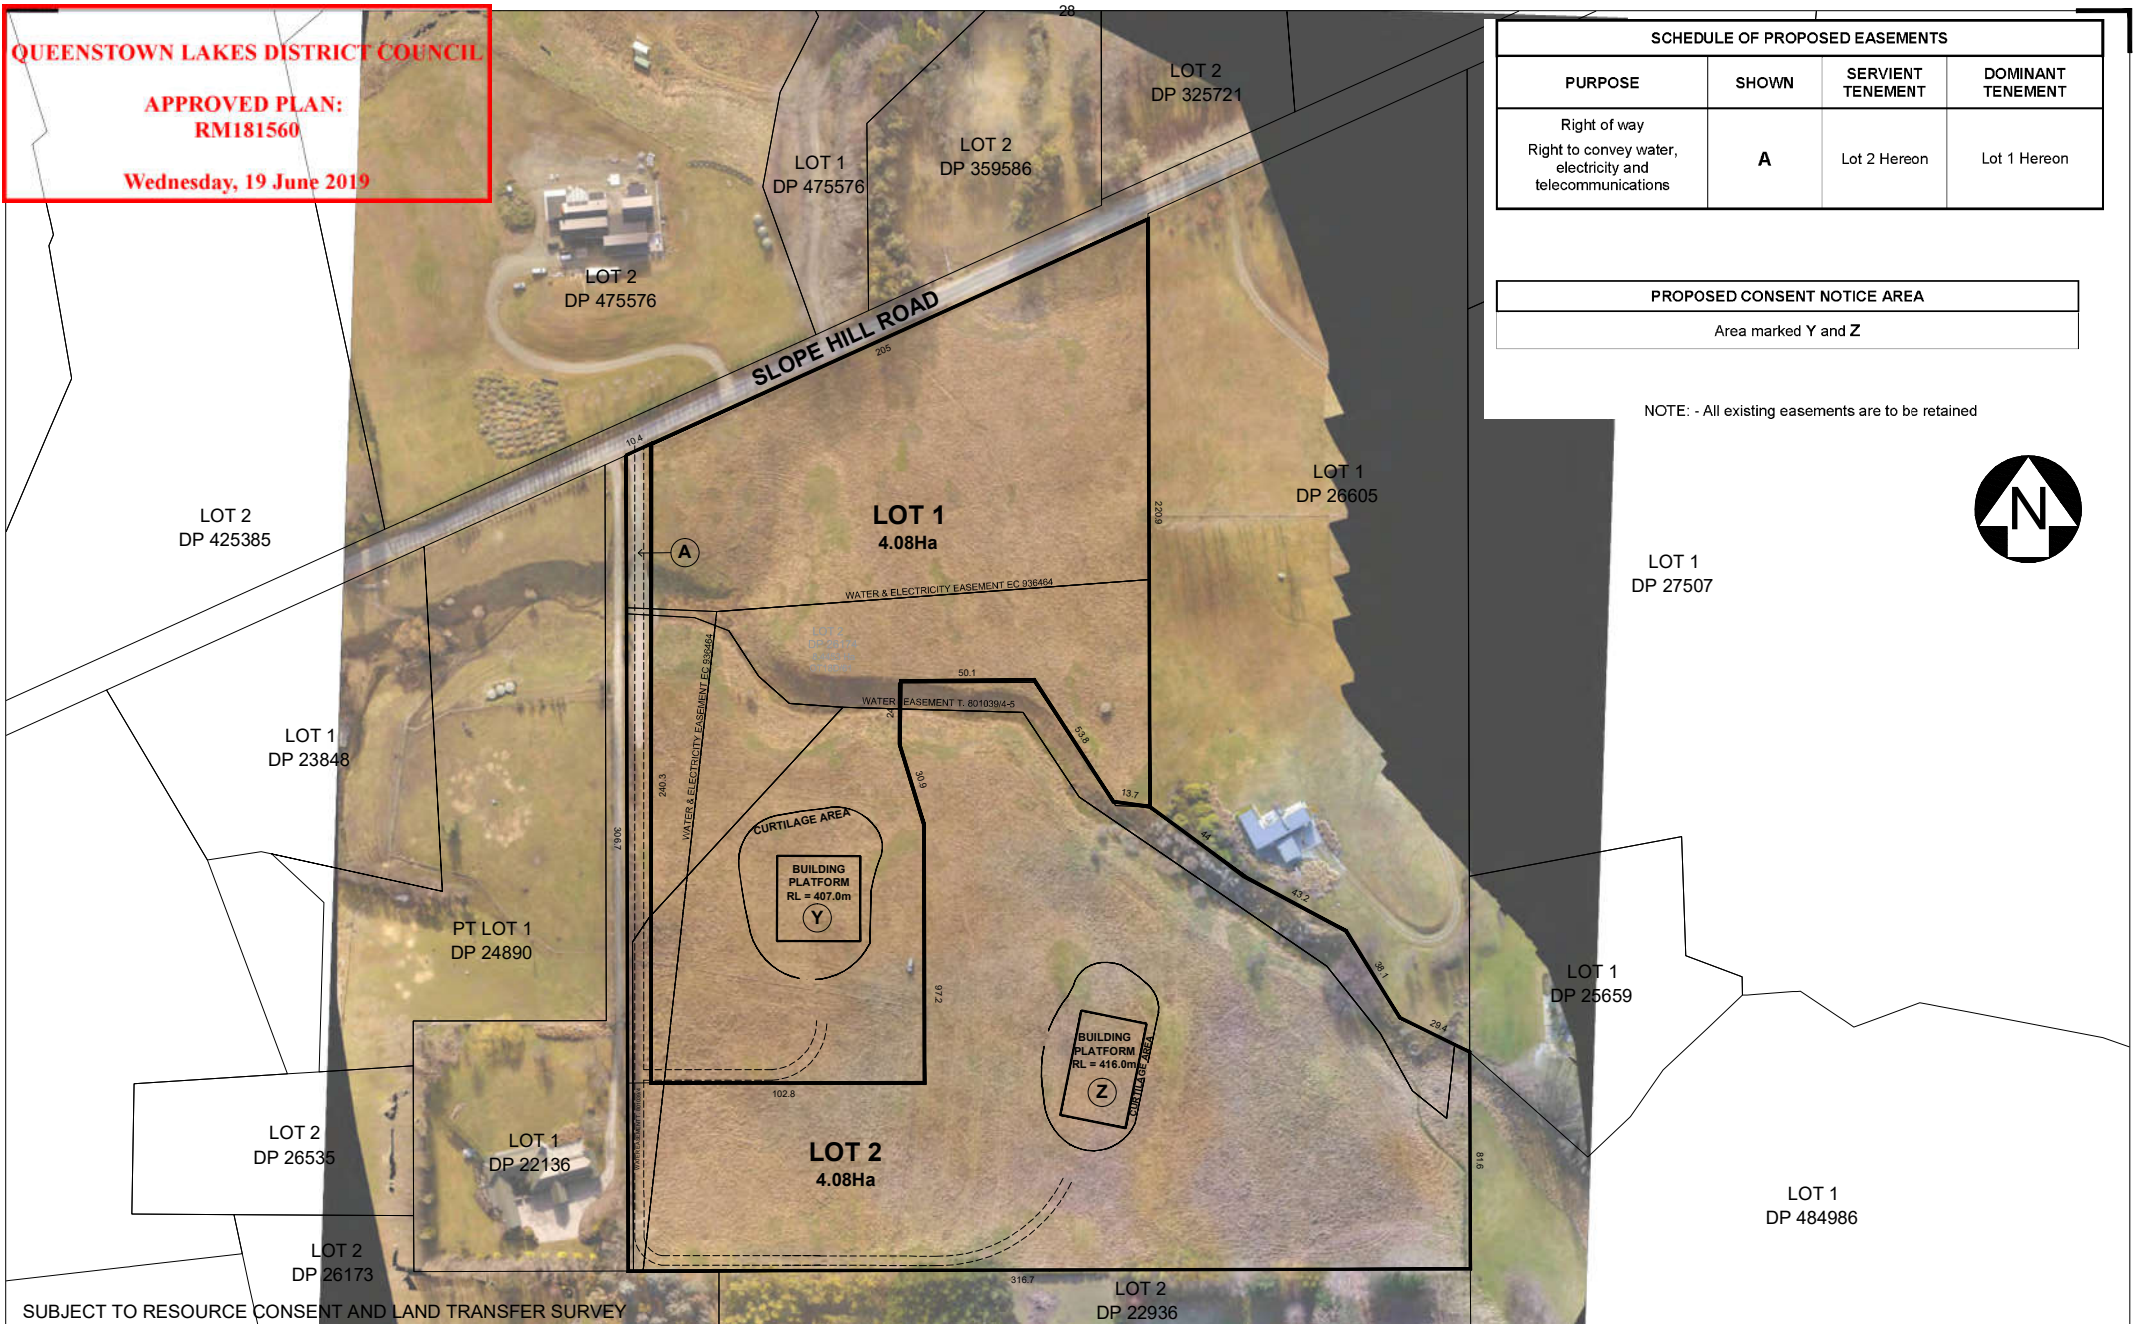 28
QUEENSTOWN LAKES DISTRICT COUNCIL
APPROVED PLAN:
RM181560
Wednesday, 19 June 2019
SCHEDULE OF PROPOSED EASEMENTS
PURPOSE
SHOWN
SERVIENT
TENEMENT
DOMINANT
TENEMENT
Right of way
Right to convey water,
electricity and
telecommunications
A
Lot 2 Hereon
Lot 1 Hereon
PROPOSED CONSENT NOTICE AREA
Area marked Y and Z
NOTE: - All existing easements are to be retained
N
LOT 2
DP 325721
LOT 2
DP 359586
LOT 1
DP 475576
LOT 2
DP 475576
SLOPE HILL ROAD
205
10.4
LOT 2
DP 425385
LOT 1
4.08Ha
A
220.9
LOT 1
DP 26605
LOT 1
DP 27507
WATER & ELECTRICITY EASEMENT EC 936464
WATER & ELECTRICITY EASEMENT EC 936464
50.1
WATER EASEMENT T. 801039/4-5
24
53.8
30.9
13.7
240.3
306.7
LOT 1
DP 23848
CURTILAGE AREA
BUILDING
PLATFORM
RL = 407.0m
Y
44
43.2
38.1
29.4
PT LOT 1
DP 24890
97.2
LOT 1
DP 25659
BUILDING
PLATFORM
RL = 416.0m
Z
CURTILAGE AREA
102.8
LOT 2
DP 26535
LOT 1
DP 22136
LOT 2
4.08Ha
81.6
LOT 1
DP 484986
LOT 2
DP 26173
316.7
LOT 2
DP 22936
SUBJECT TO RESOURCE CONSENT AND LAND TRANSFER SURVEY